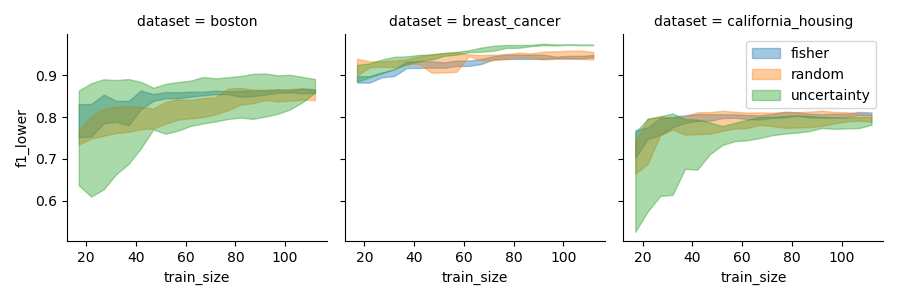 dataset = boston
dataset = breast_cancer
dataset = california_housing
fisher
random
uncertainty
f1_lower
0.9
0.8
0.7
0.6
20 40 60 80 100
20 40 60 80 100
20 40 60 80 100
train_size
train_size
train_size